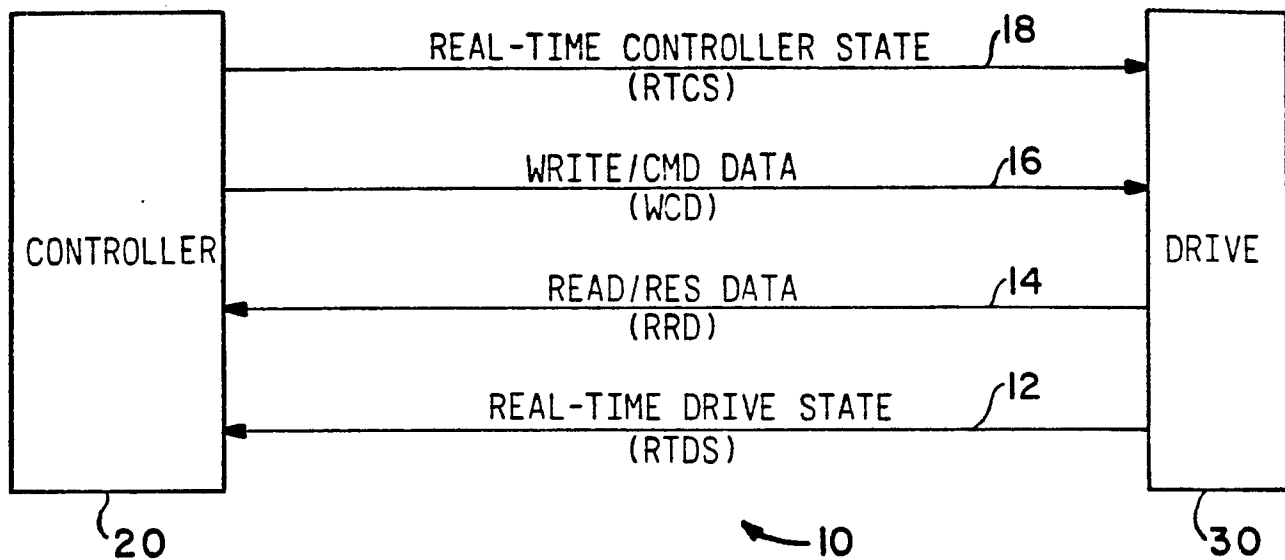 REAL-TIME CONTROLLER STATE
18
(RTCS)
WRITE/CMD DATA
16
(WCD)
CONTROLLER
DRIVE
READ/RES DATA
14
(RRD)
REAL-TIME DRIVE STATE
12
(RTDS)
20
10
30